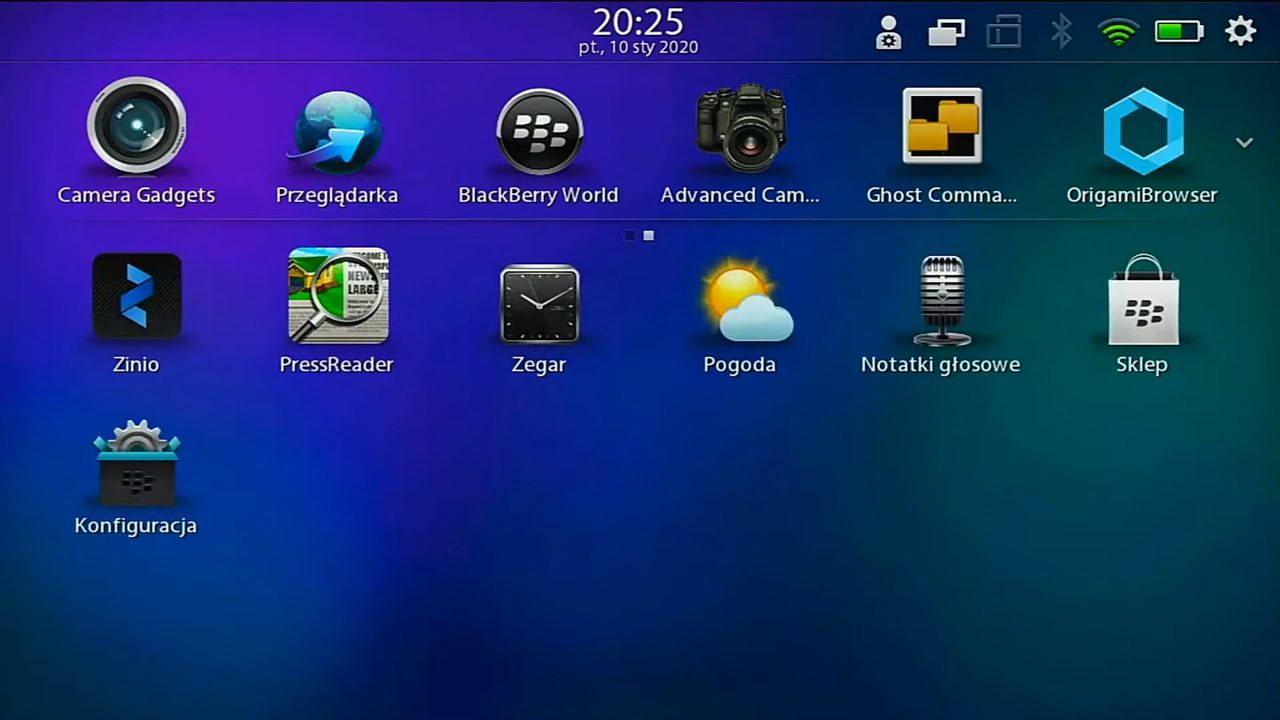 20:25
pt., 10 sty 2020
Camera Gadgets
Przeglądarka
BlackBerry World
Advanced Cam...
Ghost Comma...
OrigamiBrowser
Zinio
PressReader
Zegar
Pogoda
Notatki głosowe
Sklep
Konfiguracja